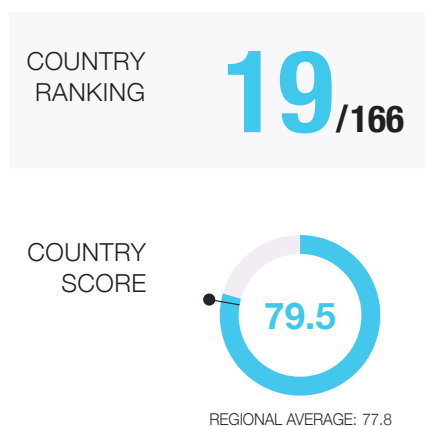 COUNTRY
RANKING
19/166
COUNTRY
SCORE
79.5
REGIONAL AVERAGE: 77.8